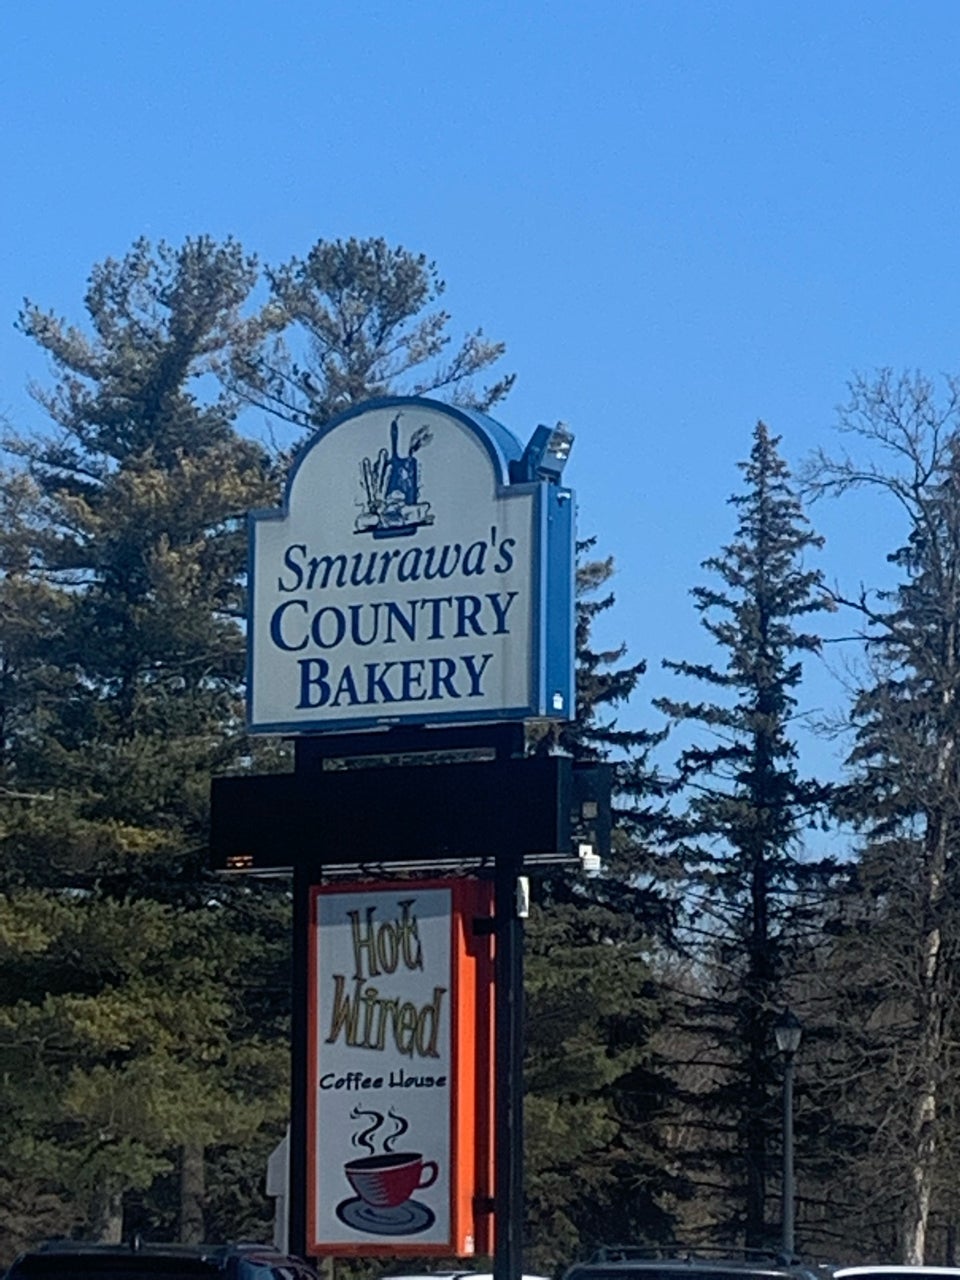 Smurawa's
COUNTRY
BAKERY
Hot
Wired
Coffee House